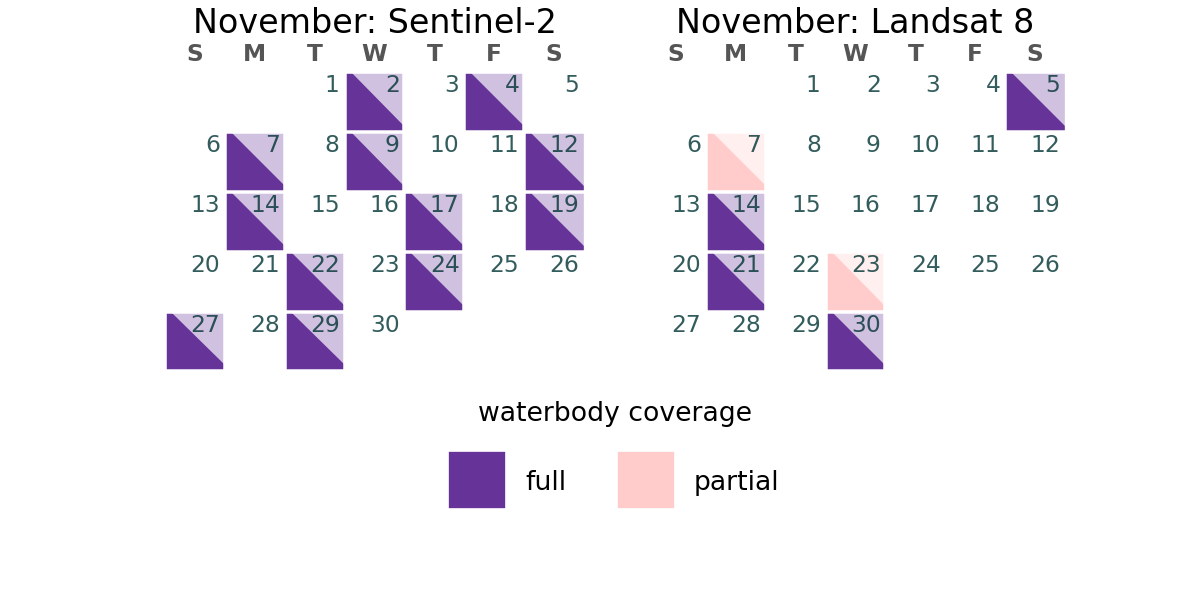 November: Sentinel-2
S M T W T F S
1 2 3 4 5
6 7 8 9 10 11 12
13 14 15 16 17 18 19
20 21 22 23 24 25 26
27 28 29 30
November: Landsat 8
S M T W T F S
1 2 3 4 5
6 7 8 9 10 11 12
13 14 15 16 17 18 19
20 21 22 23 24 25 26
27 28 29 30
waterbody coverage
full partial